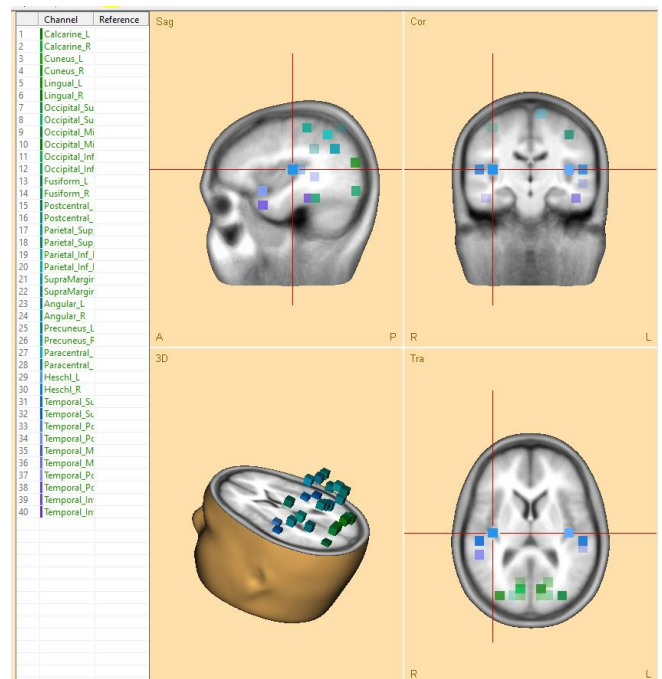 Channel Reference
1 Calcarine_L
2 Calcarine_R
3 Cuneus_L
4 Cuneus_R
5 Lingual_L
6 Lingual_R
7 Occipital_Su
8 Occipital_Su
9 Occipital_Mi
10 Occipital_Mi
11 Occipital_Inf
12 Occipital_Inf
13 Fusiform_L
14 Fusiform_R
15 Postcentral_
16 Postcentral_
17 Parietal_Sup
18 Parietal_Sup
19 Parietal_Inf_
20 Parietal_Inf_
21 SupraMargin
22 SupraMargin
23 Angular_L
24 Angular_R
25 Precuneus_L
26 Precuneus_R
27 Paracentral_
28 Paracentral_
29 Heschl_L
30 Heschl_R
31 Temporal_Su
32 Temporal_Su
33 Temporal_Po
34 Temporal_Po
35 Temporal_M
36 Temporal_M
37 Temporal_Po
38 Temporal_Po
39 Temporal_In
40 Temporal_In
Sag
A P
Cor
R L
3D
Tra
R L